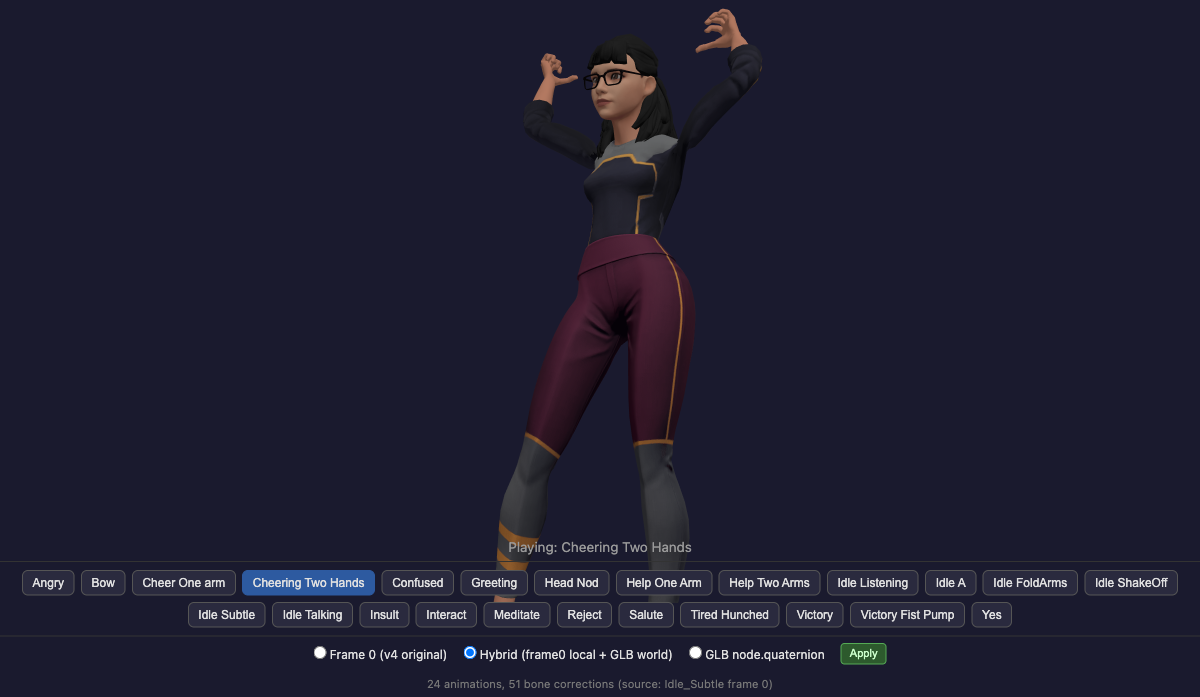 Playing: Cheering Two Hands
Angry Bow Cheer One arm Cheering Two Hands Confused Greeting Head Nod Help One Arm Help Two Arms Idle Listening Idle A Idle FoldArms Idle ShakeOff
Idle Subtle Idle Talking Insult Interact Meditate Reject Salute Tired Hunched Victory Victory Fist Pump Yes
Frame 0 (v4 original) Hybrid (frame0 local + GLB world) GLB node.quaternion Apply
24 animations, 51 bone corrections (source: Idle_Subtle frame 0)